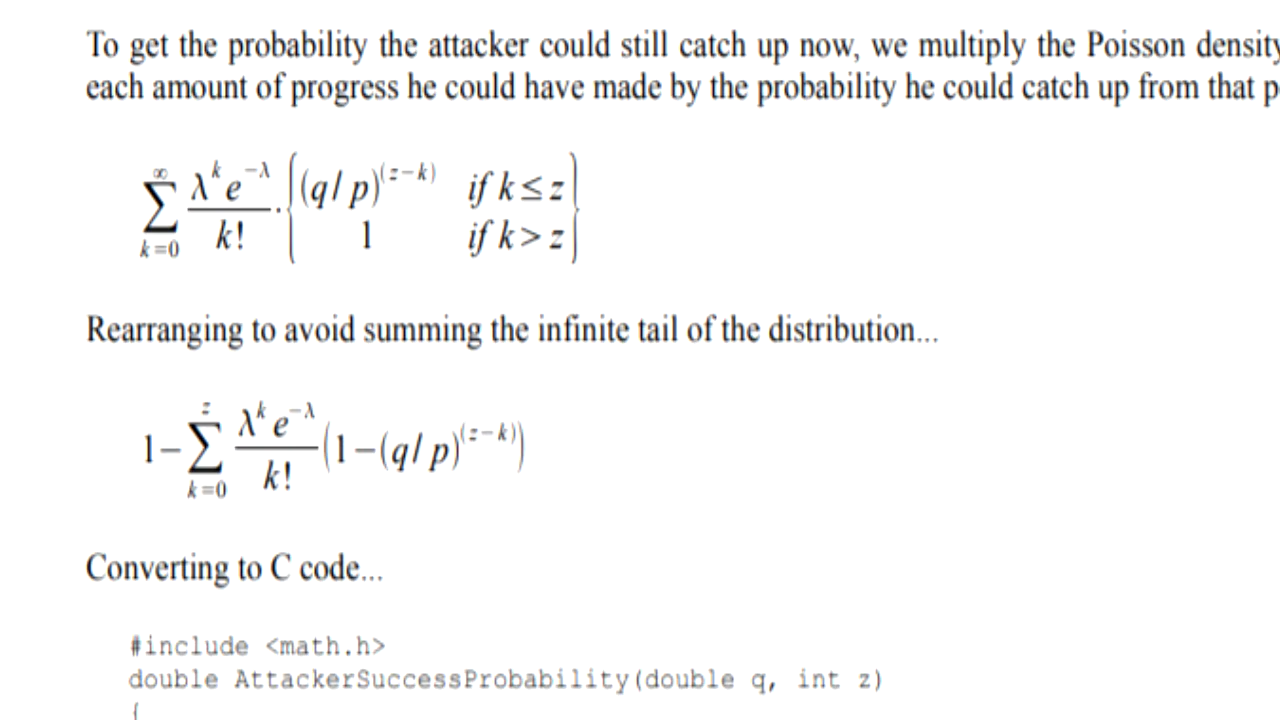 To get the probability the attacker could still catch up now, we multiply the Poisson density
each amount of progress he could have made by the probability he could catch up from that p
∑_{k=0}^{∞} λ^k e^{−λ} / k! · { (q/p)^{(z−k)} if k ≤ z
1 if k > z }
Rearranging to avoid summing the infinite tail of the distribution...
1 − ∑_{k=0}^{z} λ^k e^{−λ} / k! (1 − (q/p)^{(z−k)})
Converting to C code...
#include <math.h>
double AttackerSuccessProbability(double q, int z)
{